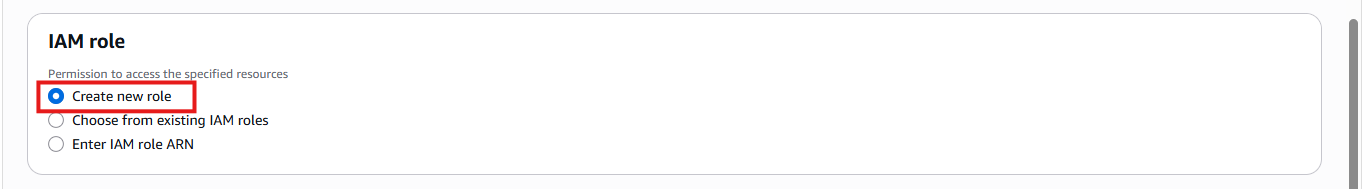 IAM role
Permission to access the specified resources
Create new role
Choose from existing IAM roles
Enter IAM role ARN